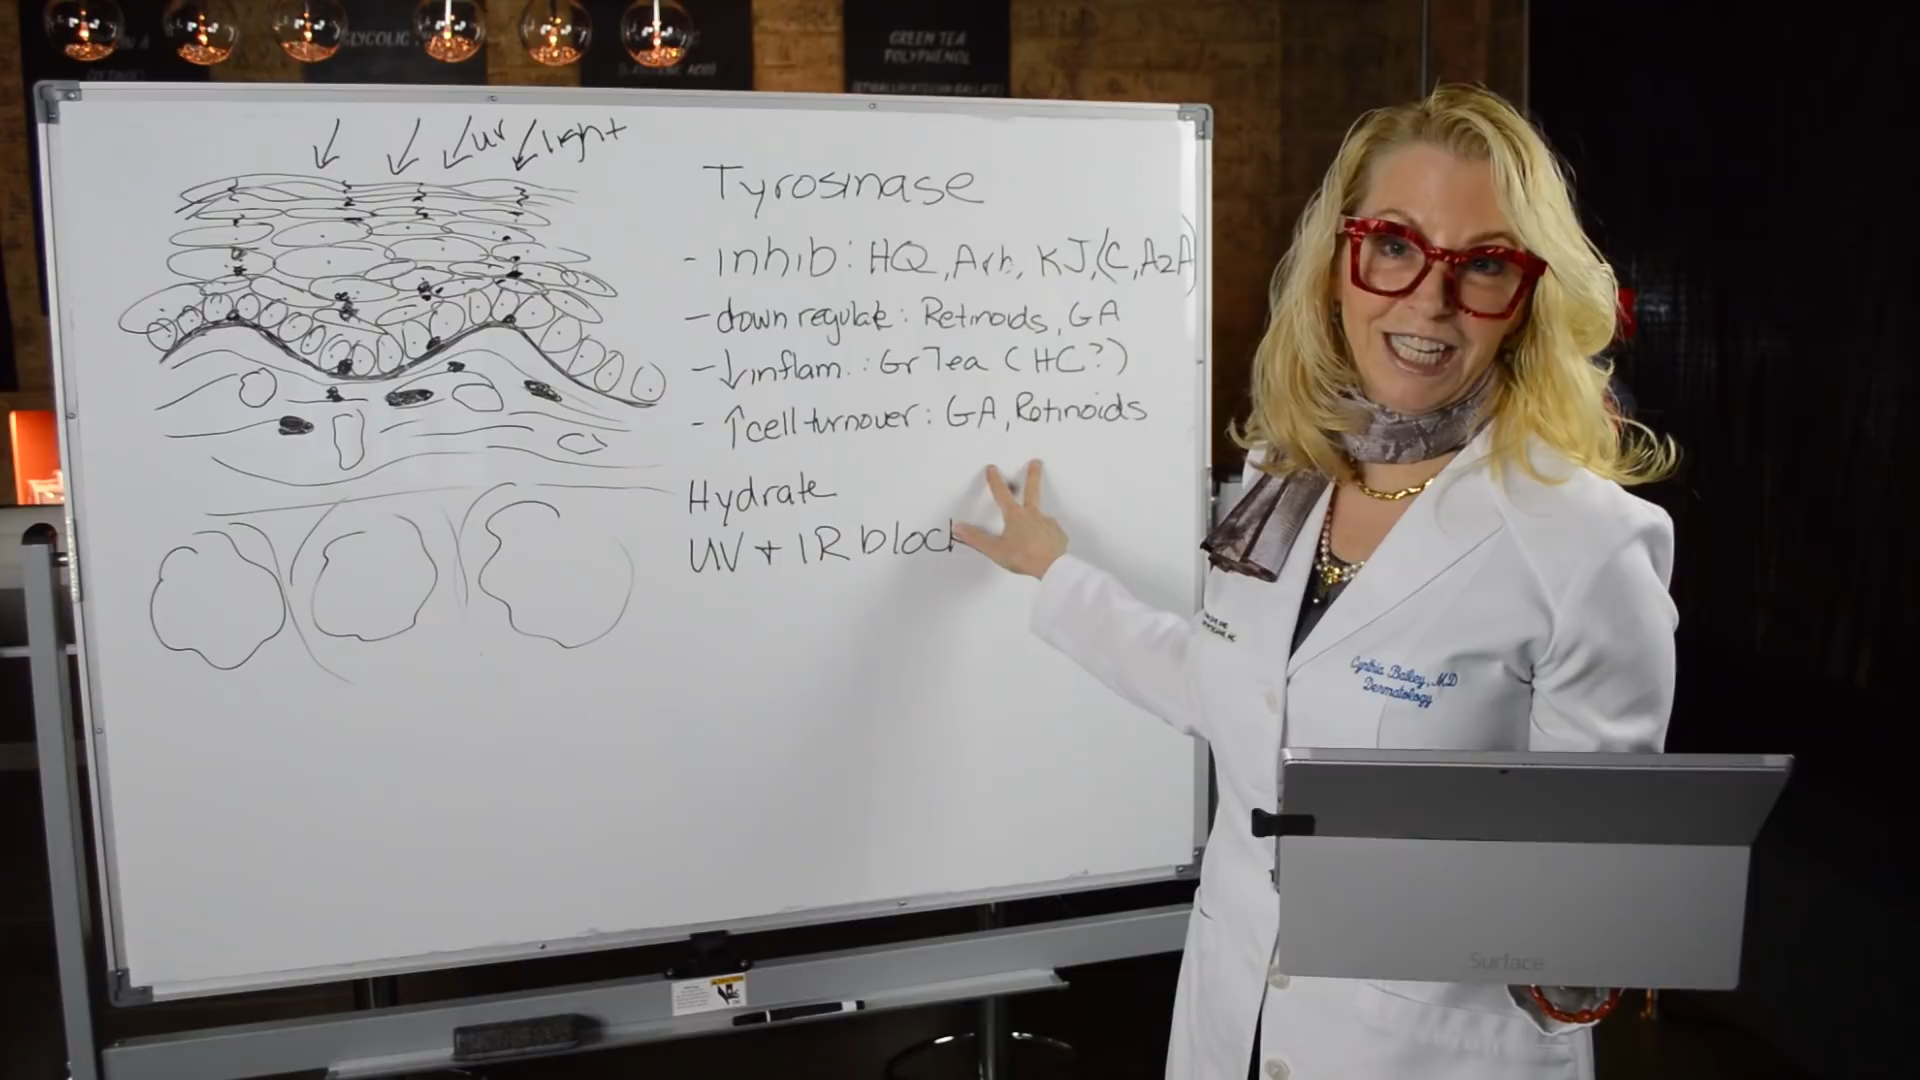 GLYCOLIC
GREEN TEA
POLYPHENOL
UV light
Tyrosinase
- inhib: HQ, Arb, KJ, (C, AzA)
- down regulate: Retinoids, GA
- ↓ inflam.: Gr Tea (HC?)
- ↑ cell turnover: GA, Retinoids
Hydrate
UV + IR block
Cynthia Bailey, MD
Dermatology
Surface